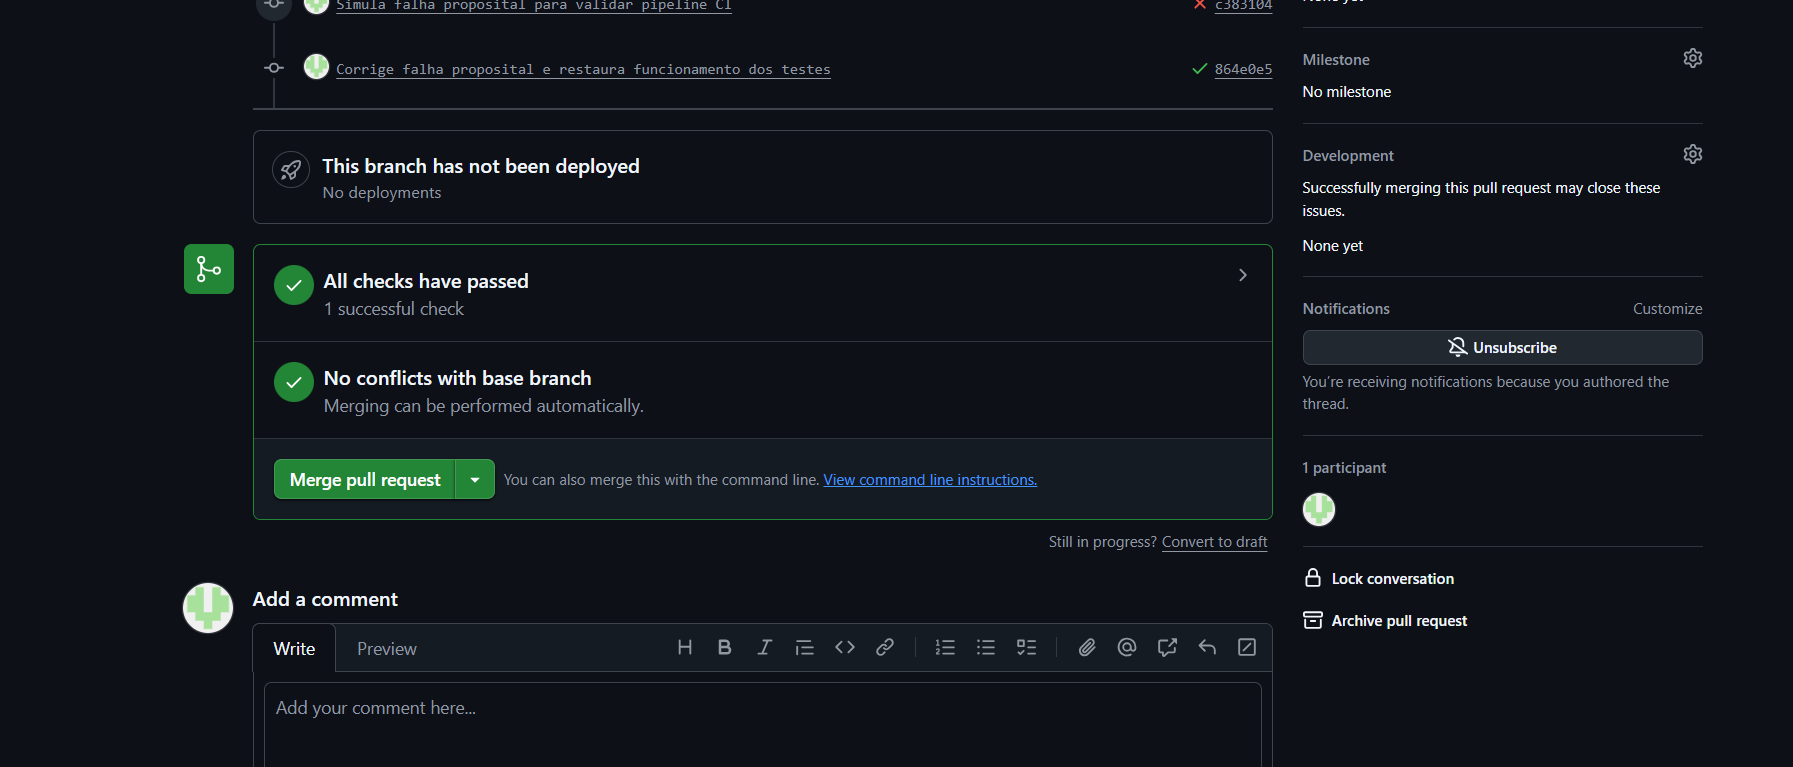 Simula falha proposital para validar pipeline CI
c383104
None yet
Corrige falha proposital e restaura funcionamento dos testes
864e0e5
This branch has not been deployed
No deployments
All checks have passed
1 successful check
No conflicts with base branch
Merging can be performed automatically.
Merge pull request
You can also merge this with the command line. View command line instructions.
Still in progress? Convert to draft
Add a comment
Write
Preview
Add your comment here...
Milestone
No milestone
Development
Successfully merging this pull request may close these
issues.
None yet
Notifications
Customize
Unsubscribe
You're receiving notifications because you authored the
thread.
1 participant
Lock conversation
Archive pull request